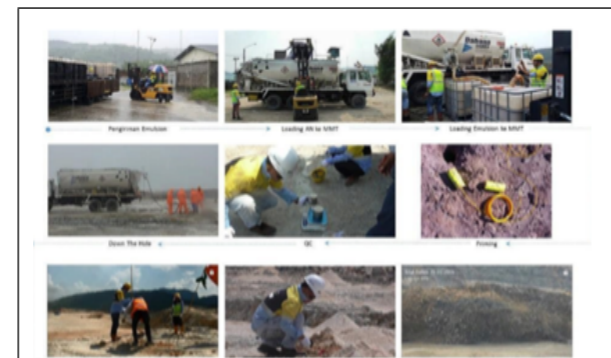 Pengiriman Emulsion
Loading AN to MMT
Loading Emulsion to MMT
Down The Hole
QC
Priming